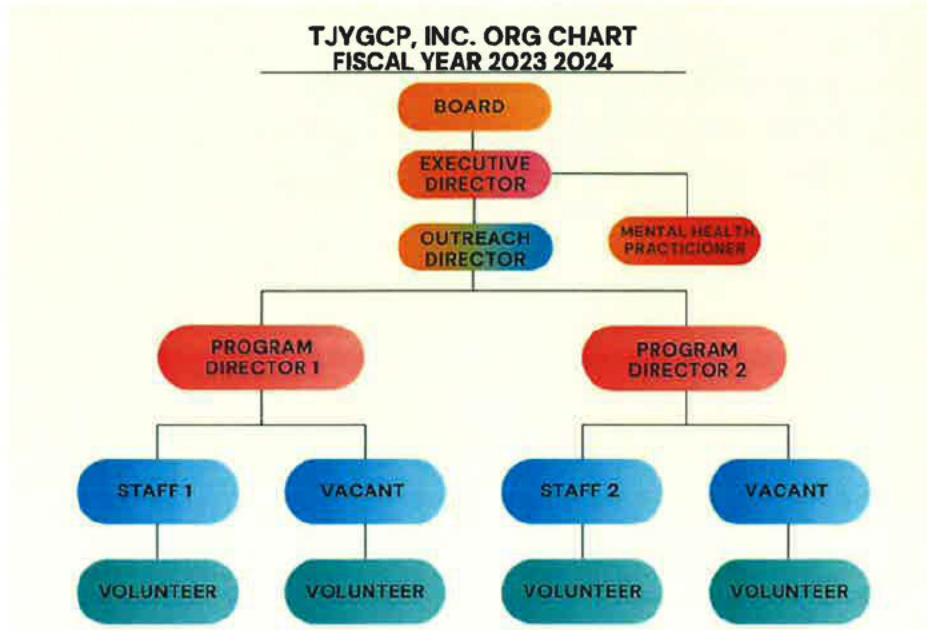 TJYGCP, INC. ORG CHART
FISCAL YEAR 2023 2024
BOARD
EXECUTIVE
DIRECTOR
OUTREACH
DIRECTOR
MENTAL HEALTH
PRACTICIONER
PROGRAM
DIRECTOR 1
PROGRAM
DIRECTOR 2
STAFF 1
VACANT
STAFF 2
VACANT
VOLUNTEER
VOLUNTEER
VOLUNTEER
VOLUNTEER